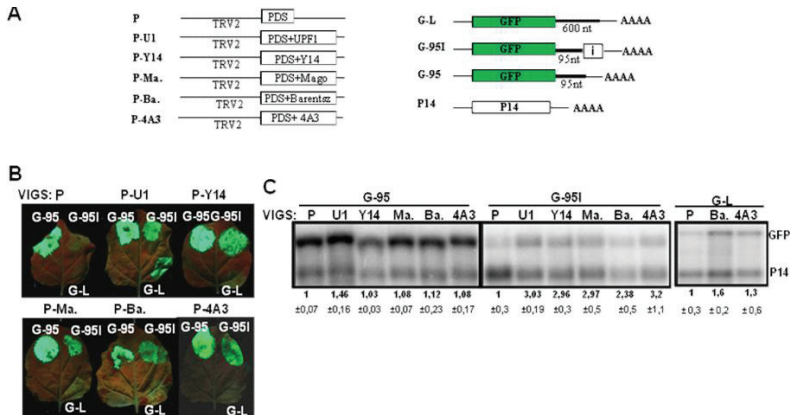 A
P TRV2 PDS
P-U1 TRV2 PDS+UPF1
P-Y14 TRV2 PDS+Y14
P-Ma. TRV2 PDS+Mago
P-Ba. TRV2 PDS+Barentsz
P-4A3 TRV2 PDS+ 4A3
G-L GFP 600 nt AAAA
G-95I GFP 95nt i AAAA
G-95 GFP 95nt AAAA
P14 P14 AAAA
B
VIGS: P P-U1 P-Y14
G-95 G-95I G-95 G-95I G-95 G-95I
G-L
P-Ma. P-Ba. P-4A3
G-95 G-95I G-95 G-95I G-95 G-95I
G-L G-L G-L
C
G-95 G-95I G-L
VIGS: P U1 Y14 Ma. Ba. 4A3 P U1 Y14 Ma. Ba. 4A3 P Ba. 4A3
GFP
P14
1 1,46 1,03 1,08 1,12 1,08 1 3,03 2,96 2,97 2,38 3,2 1 1,6 1,3
±0,07 ±0,16 ±0,03 ±0,07 ±0,23 ±0,17 ±0,3 ±0,19 ±0,3 ±0,5 ±0,5 ±1,1 ±0,3 ±0,2 ±0,6